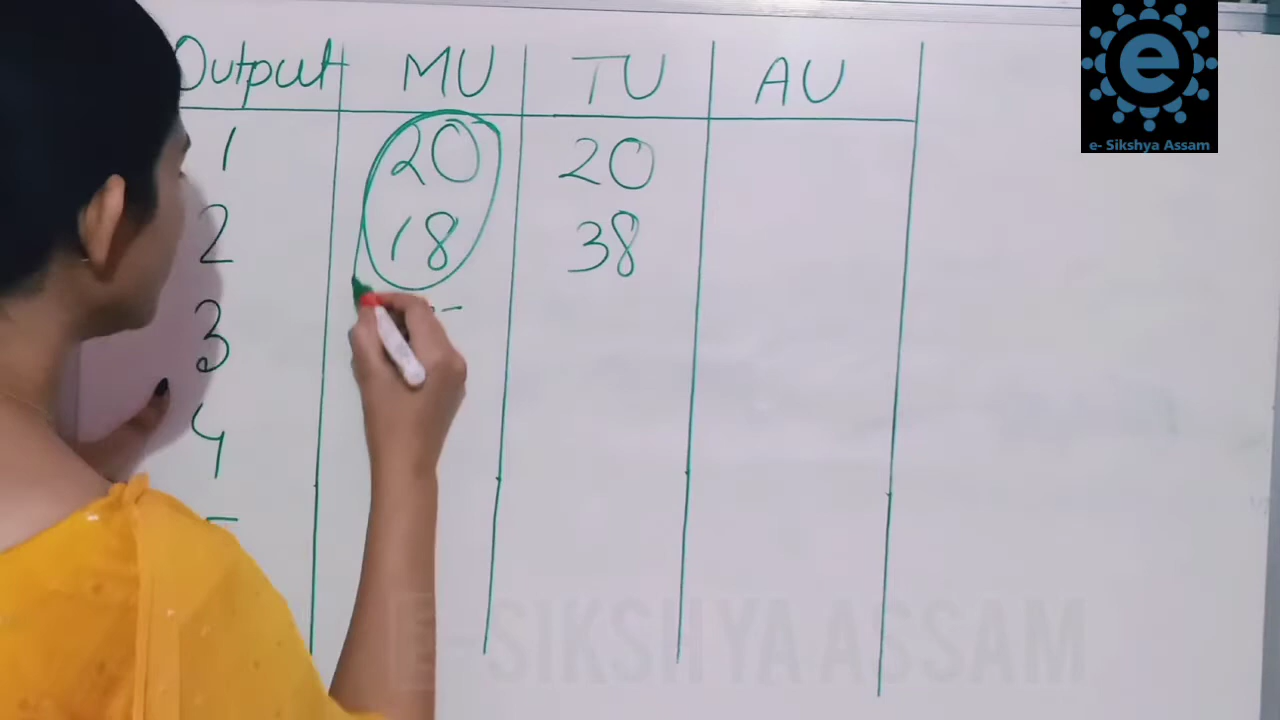 Output MU TU AU
1 20 20
2 18 38
3
4
e
e- Sikshya Assam
E-SIKSHYA ASSAM